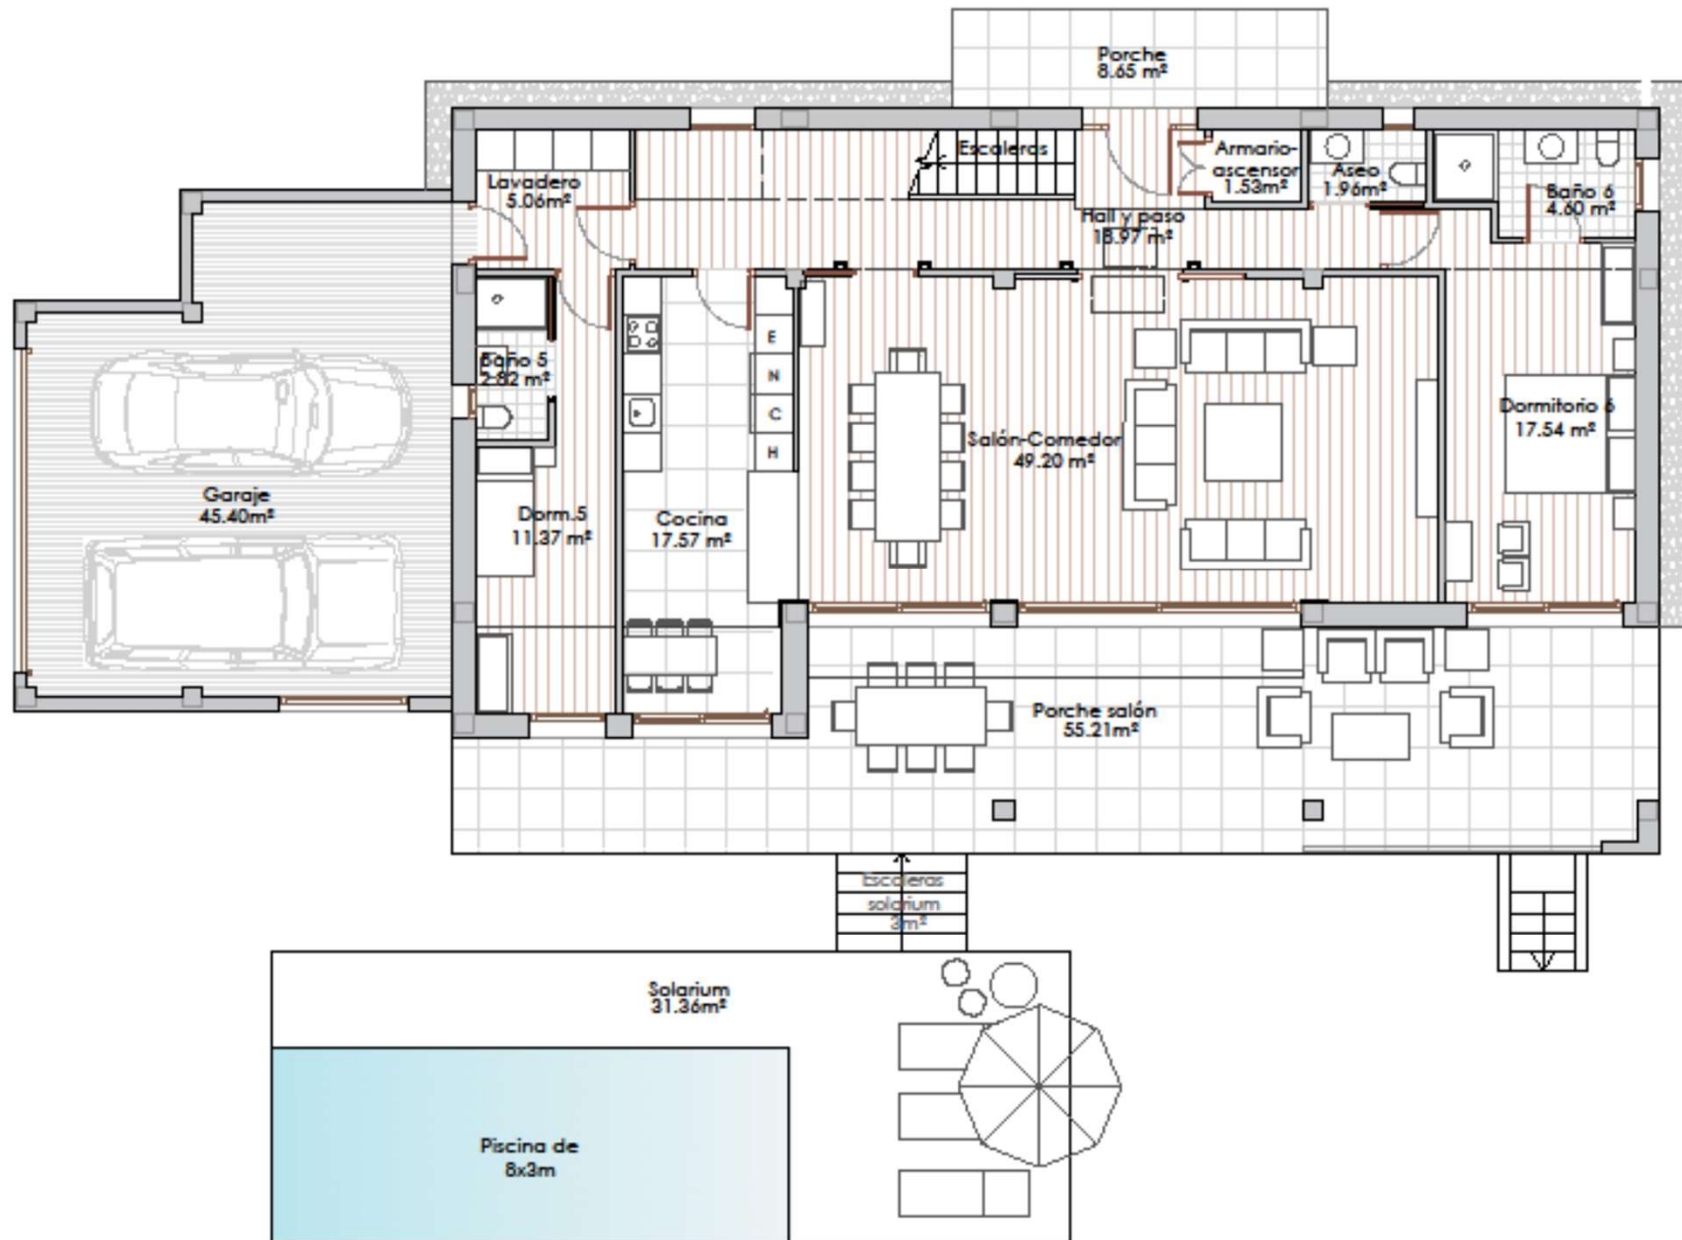 Porche
8.65 m²
Escaleras
Armario-
ascensor
1.53m²
Aseo
1.96m²
Baño 6
4.60 m²
Lavadero
5.06m²
Hall y paso
18.97 m²
Baño 5
2.82 m²
E
N
C
H
Dormitorio 6
17.54 m²
Salón-Comedor
49.20 m²
Garaje
45.40m²
Dorm.5
11.37 m²
Cocina
17.57 m²
Porche salón
55.21m²
Escaleras
solarium
3m²
Solarium
31.36m²
Piscina de
8x3m